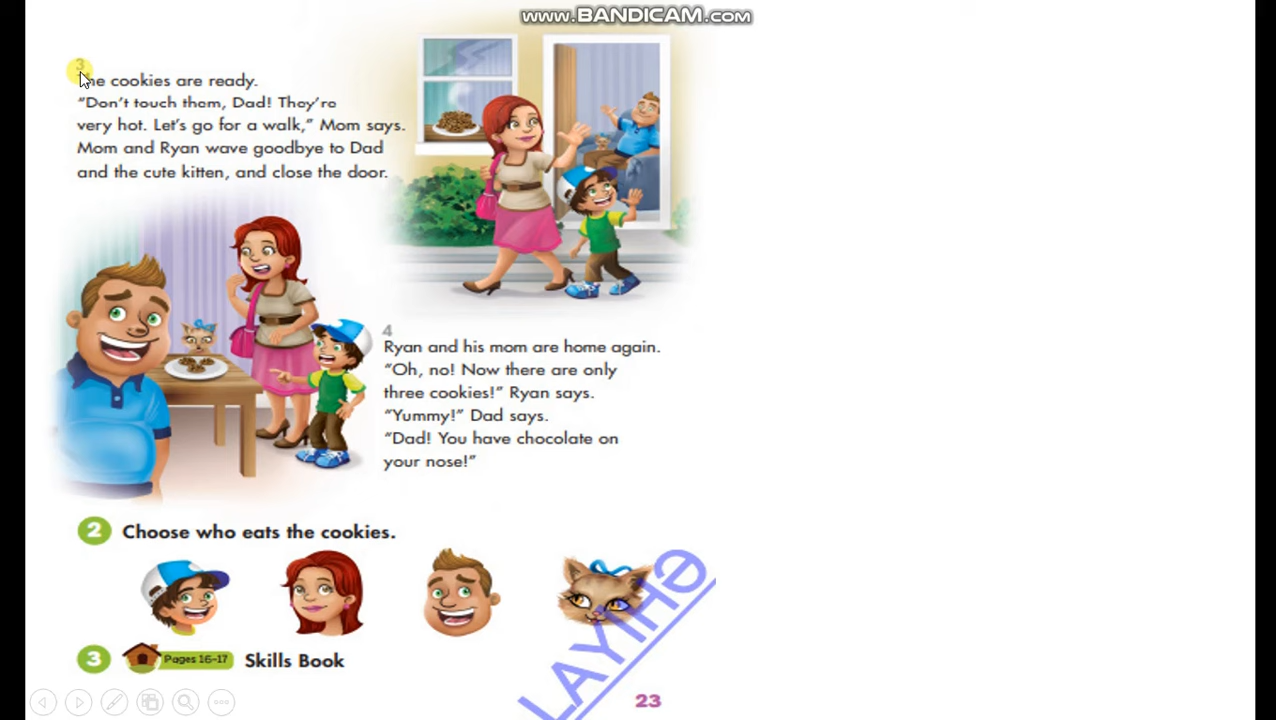 www.BANDICAM.com
3
The cookies are ready.
“Don’t touch them, Dad! They’re
very hot. Let’s go for a walk,” Mom says.
Mom and Ryan wave goodbye to Dad
and the cute kitten, and close the door.
4
Ryan and his mom are home again.
“Oh, no! Now there are only
three cookies!” Ryan says.
“Yummy!” Dad says.
“Dad! You have chocolate on
your nose!”
2 Choose who eats the cookies.
3 Pages 16-17 Skills Book
LAYİHƏ
23